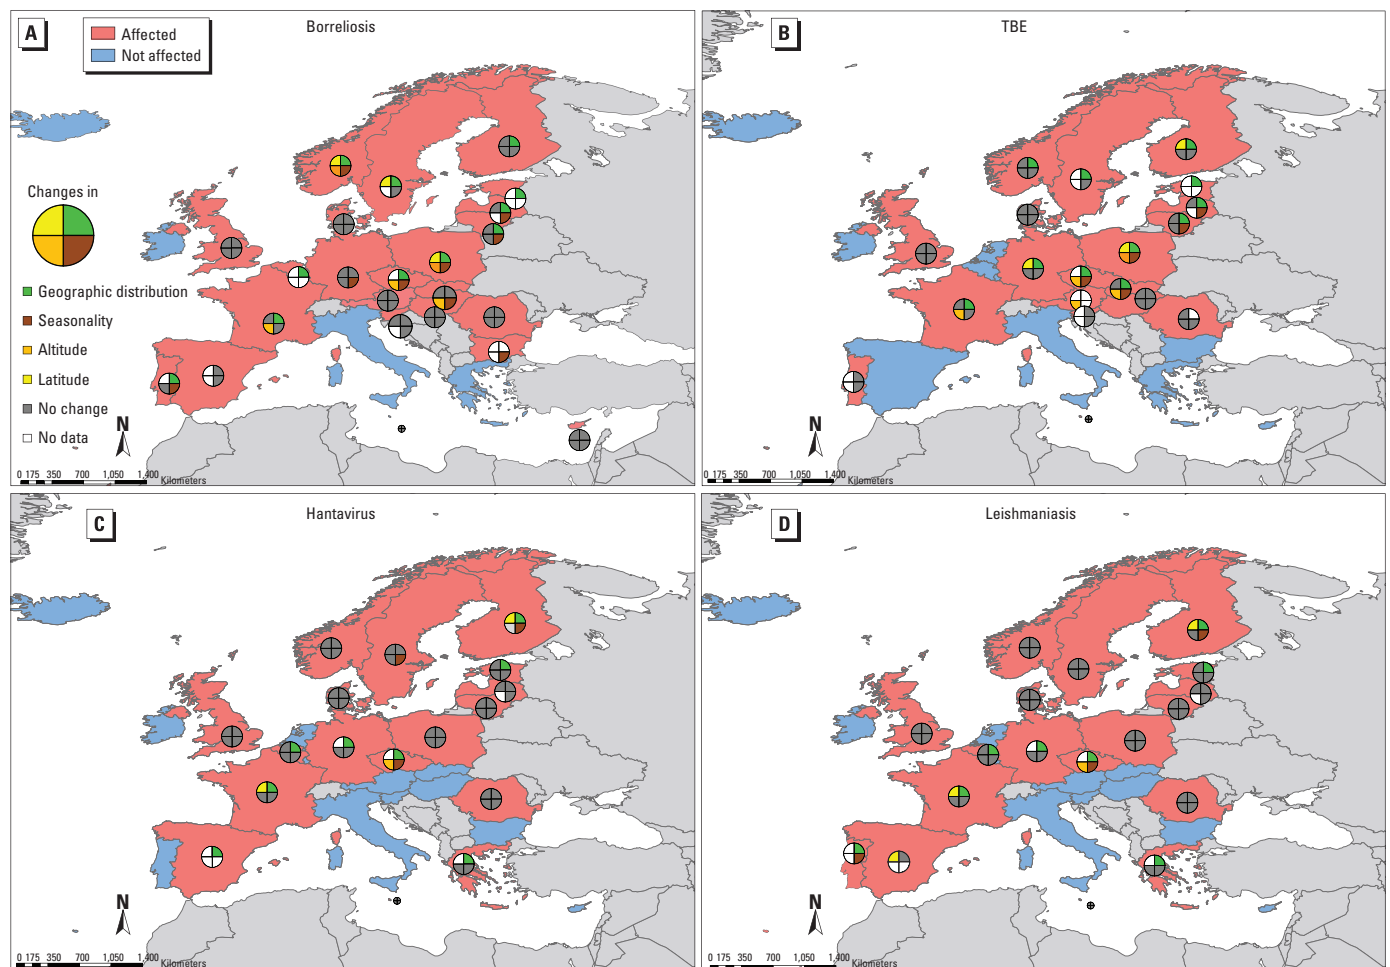 A
Borreliosis
Affected
Not affected
Changes in
Geographic distribution
Seasonality
Altitude
Latitude
No change
No data
N
0 175 350 700 1,050 1,400
Kilometers
B
TBE
N
0 175 350 700 1,050 1,400
Kilometers
C
Hantavirus
N
0 175 350 700 1,050 1,400
Kilometers
D
Leishmaniasis
N
0 175 350 700 1,050 1,400
Kilometers